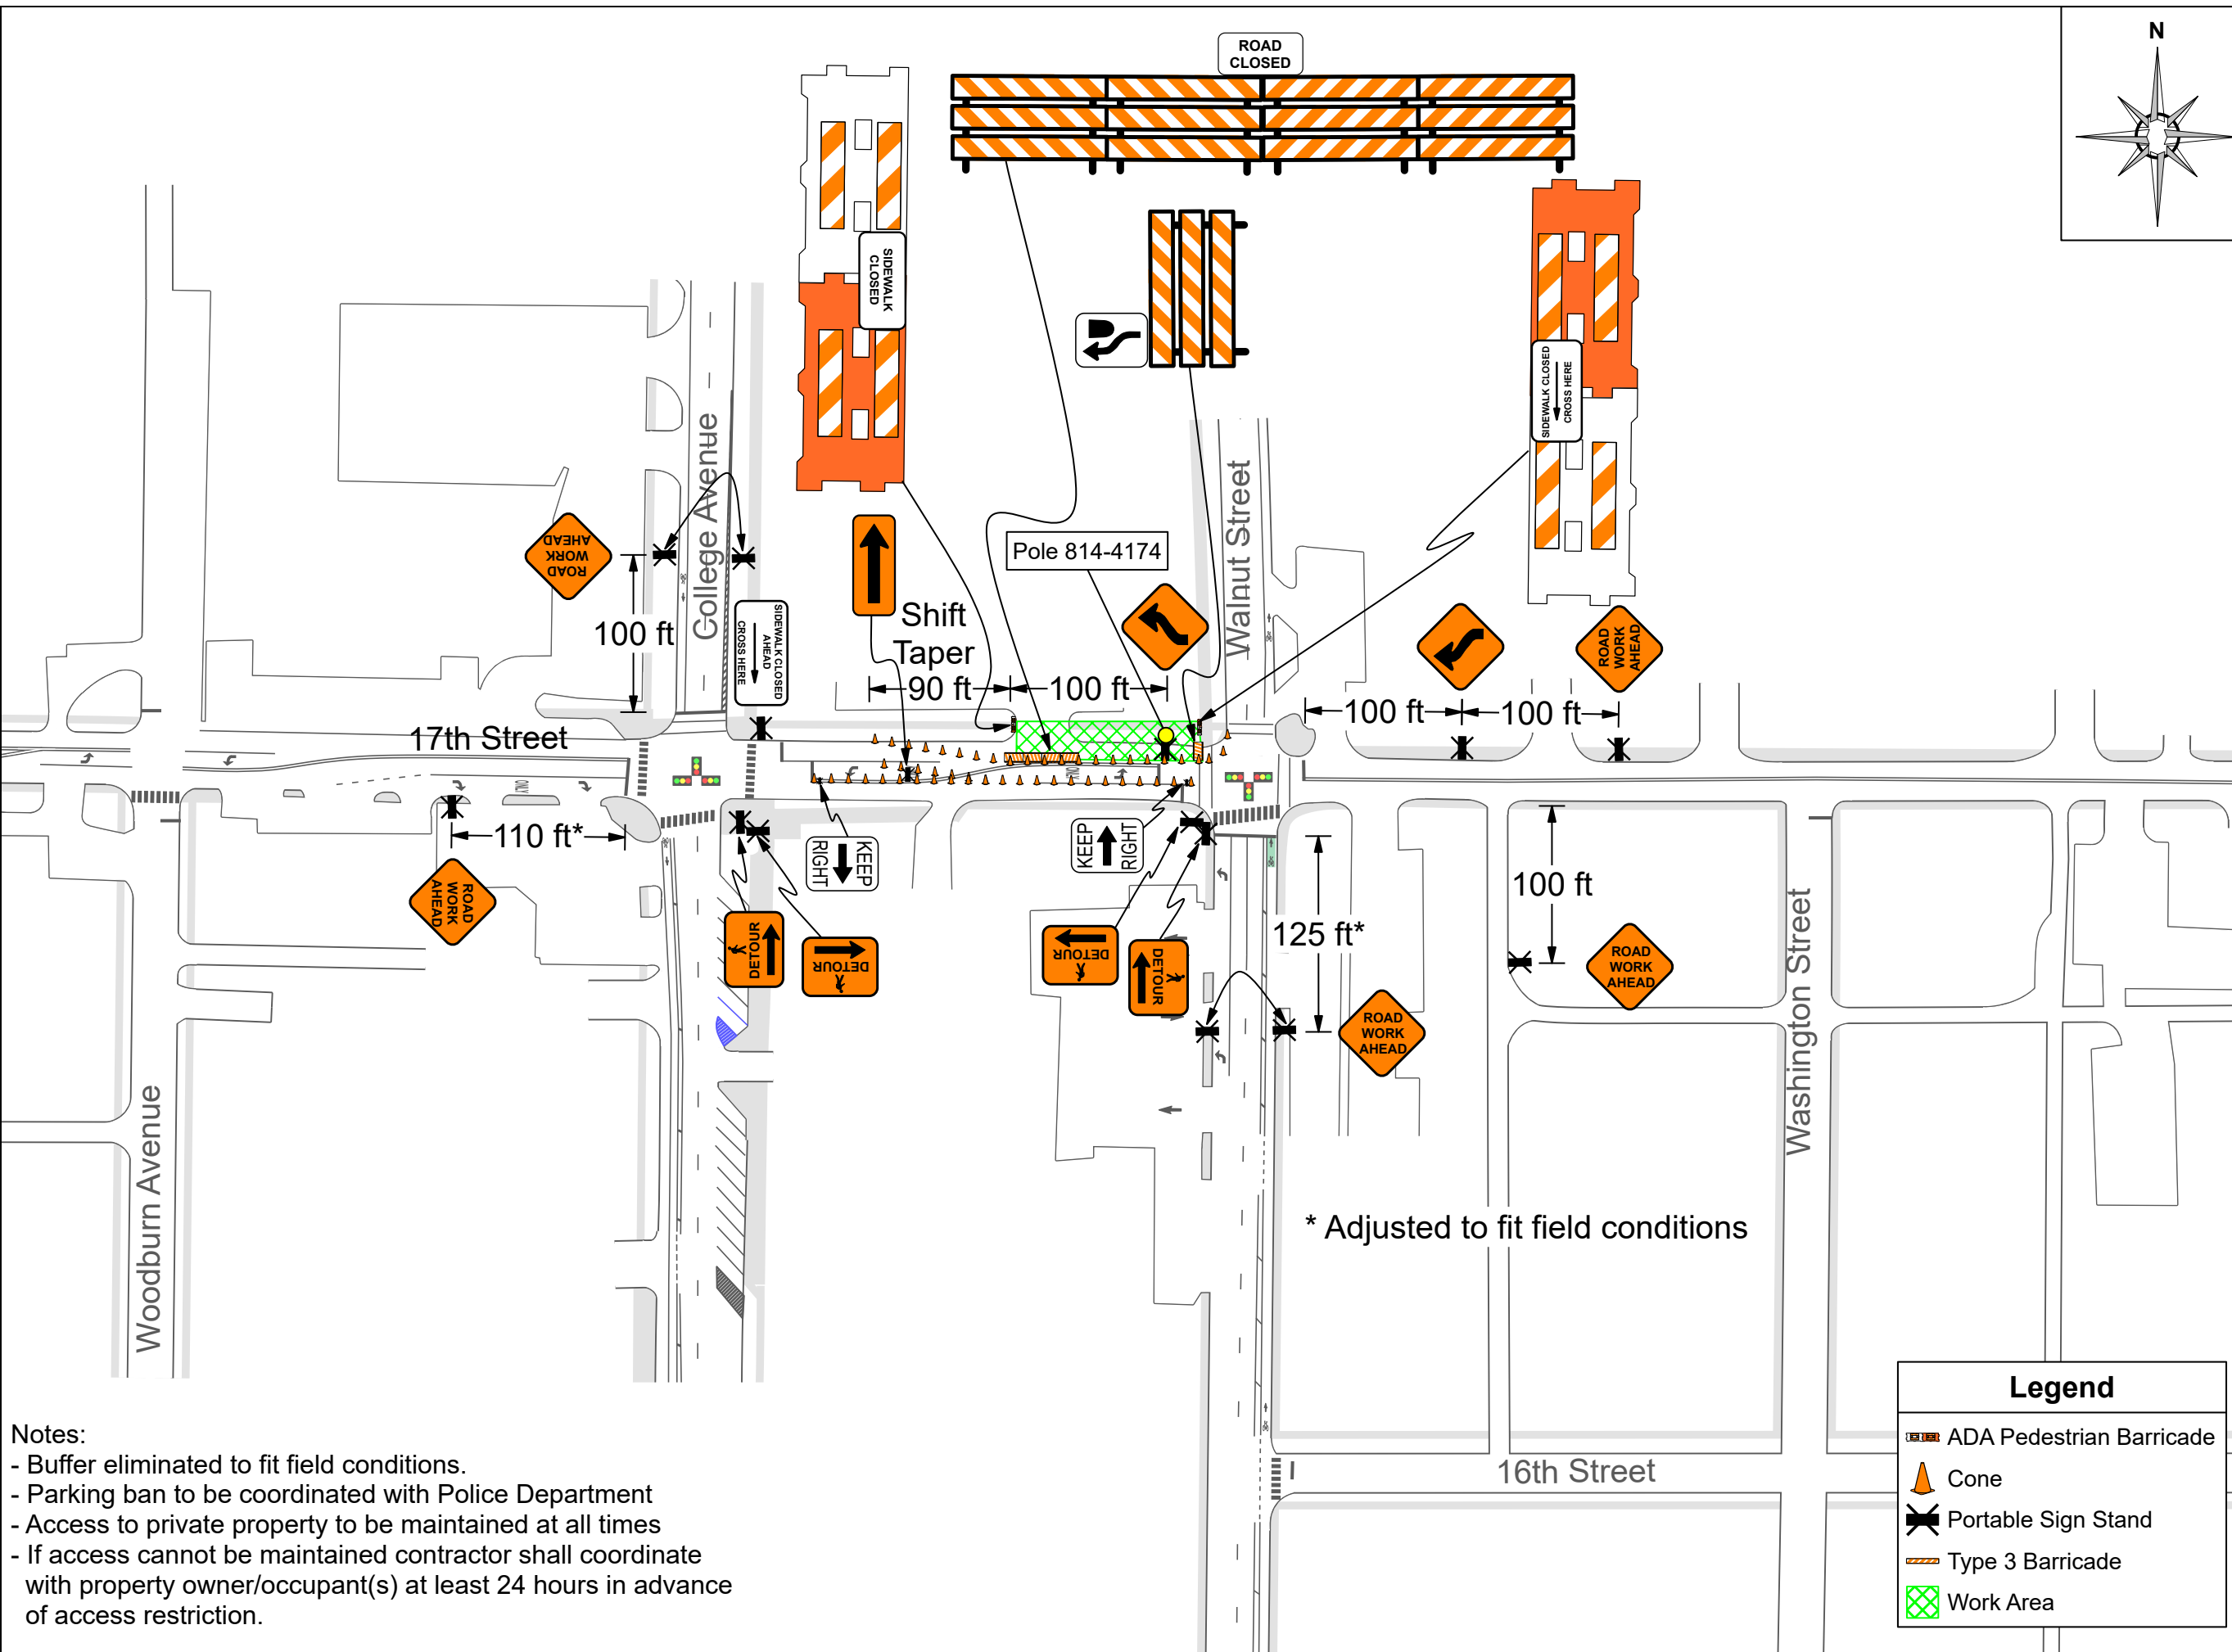 ROAD
CLOSED
N
SIDEWALK
CLOSED
SIDEWALK CLOSED
CROSS HERE
College Avenue
Walnut Street
ROAD
WORK
AHEAD
Pole 814-4174
100 ft
SIDEWALK CLOSED
AHEAD
CROSS HERE
Shift
Taper
90 ft
100 ft
ROAD
WORK
AHEAD
100 ft
100 ft
17th Street
ONLY
ONLY
110 ft*
KEEP
RIGHT
KEEP
RIGHT
ROAD
WORK
AHEAD
100 ft
125 ft*
DETOUR
DETOUR
DETOUR
DETOUR
ROAD
WORK
AHEAD
ROAD
WORK
AHEAD
Washington Street
Woodburn Avenue
* Adjusted to fit field conditions
16th Street
Notes:
- Buffer eliminated to fit field conditions.
- Parking ban to be coordinated with Police Department
- Access to private property to be maintained at all times
- If access cannot be maintained contractor shall coordinate
with property owner/occupant(s) at least 24 hours in advance
of access restriction.
Legend
ADA Pedestrian Barricade
Cone
Portable Sign Stand
Type 3 Barricade
Work Area